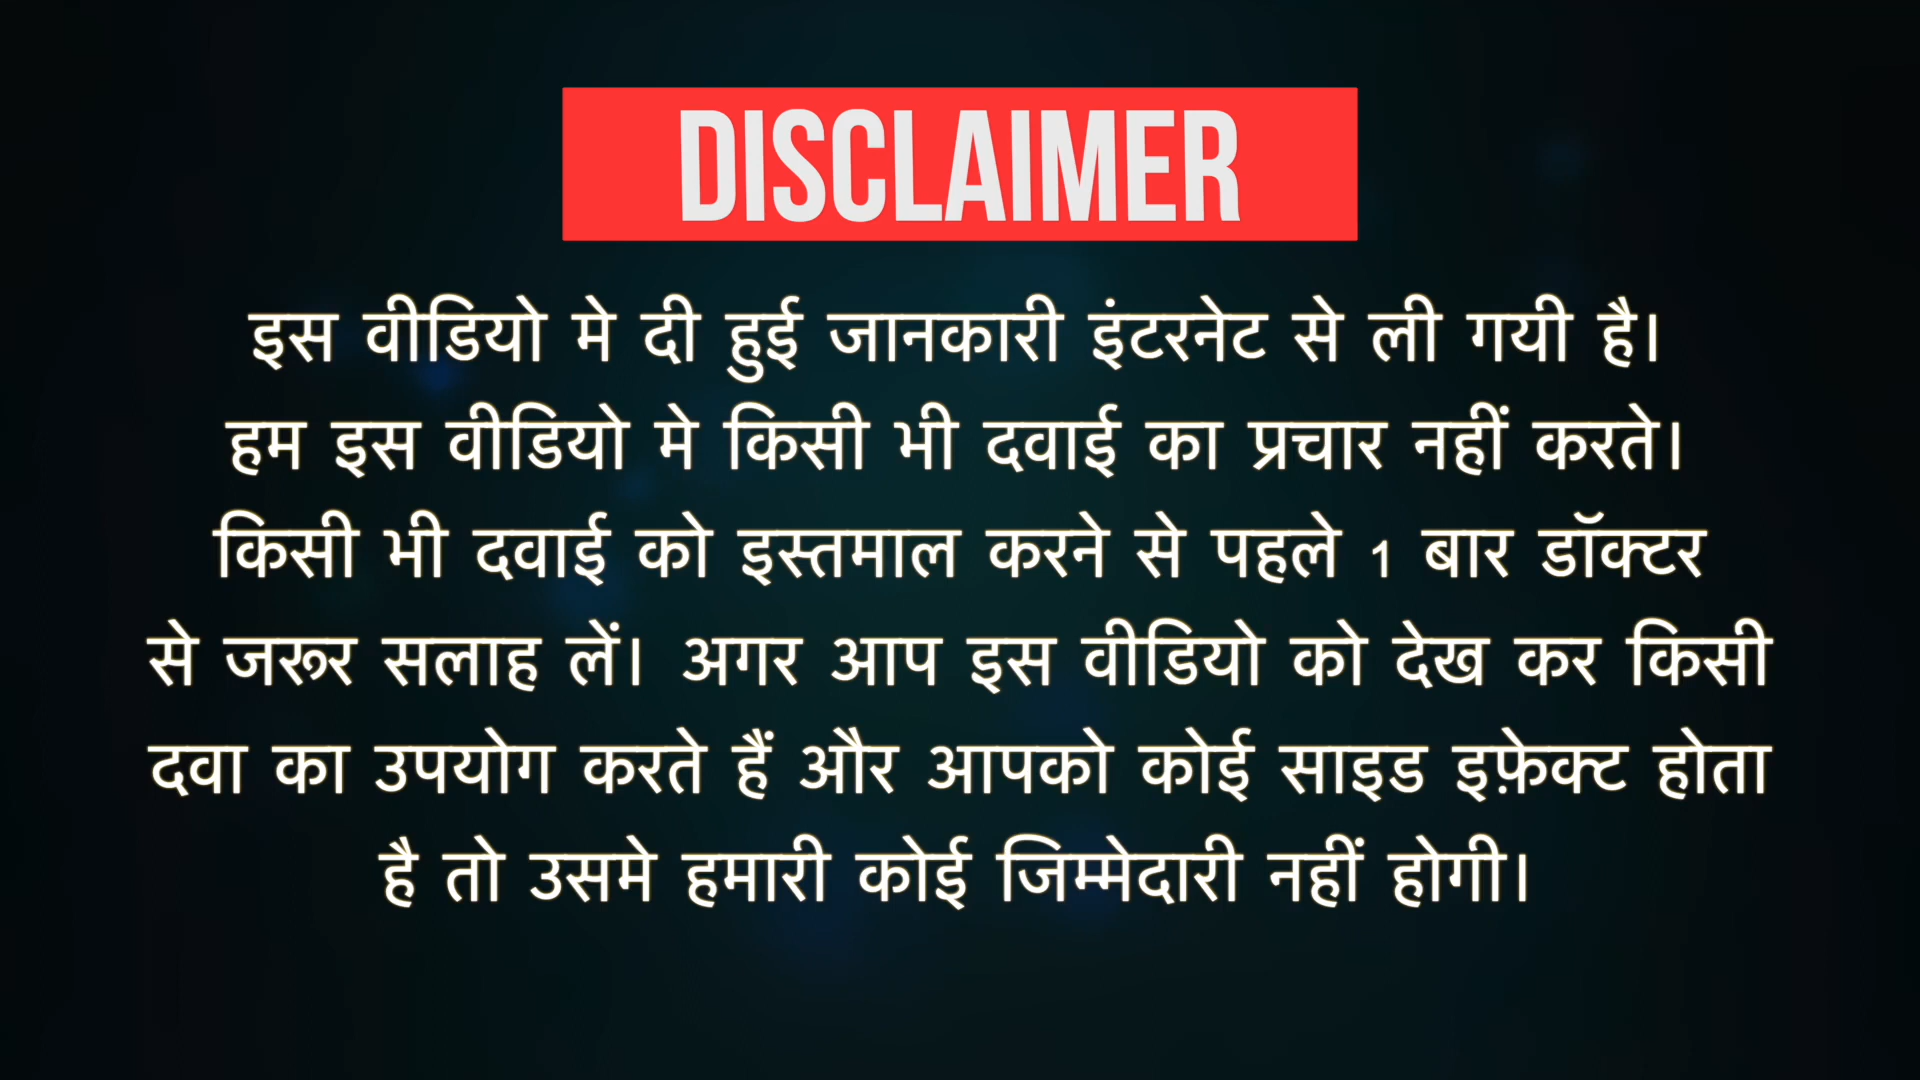 DISCLAIMER
इस वीडियो मे दी हुई जानकारी इंटरनेट से ली गयी है।
हम इस वीडियो मे किसी भी दवाई का प्रचार नहीं करते।
किसी भी दवाई को इस्तमाल करने से पहले 1 बार डॉक्टर
से जरूर सलाह लें। अगर आप इस वीडियो को देख कर किसी
दवा का उपयोग करते हैं और आपको कोई साइड इफ़ेक्ट होता
है तो उसमे हमारी कोई जिम्मेदारी नहीं होगी।